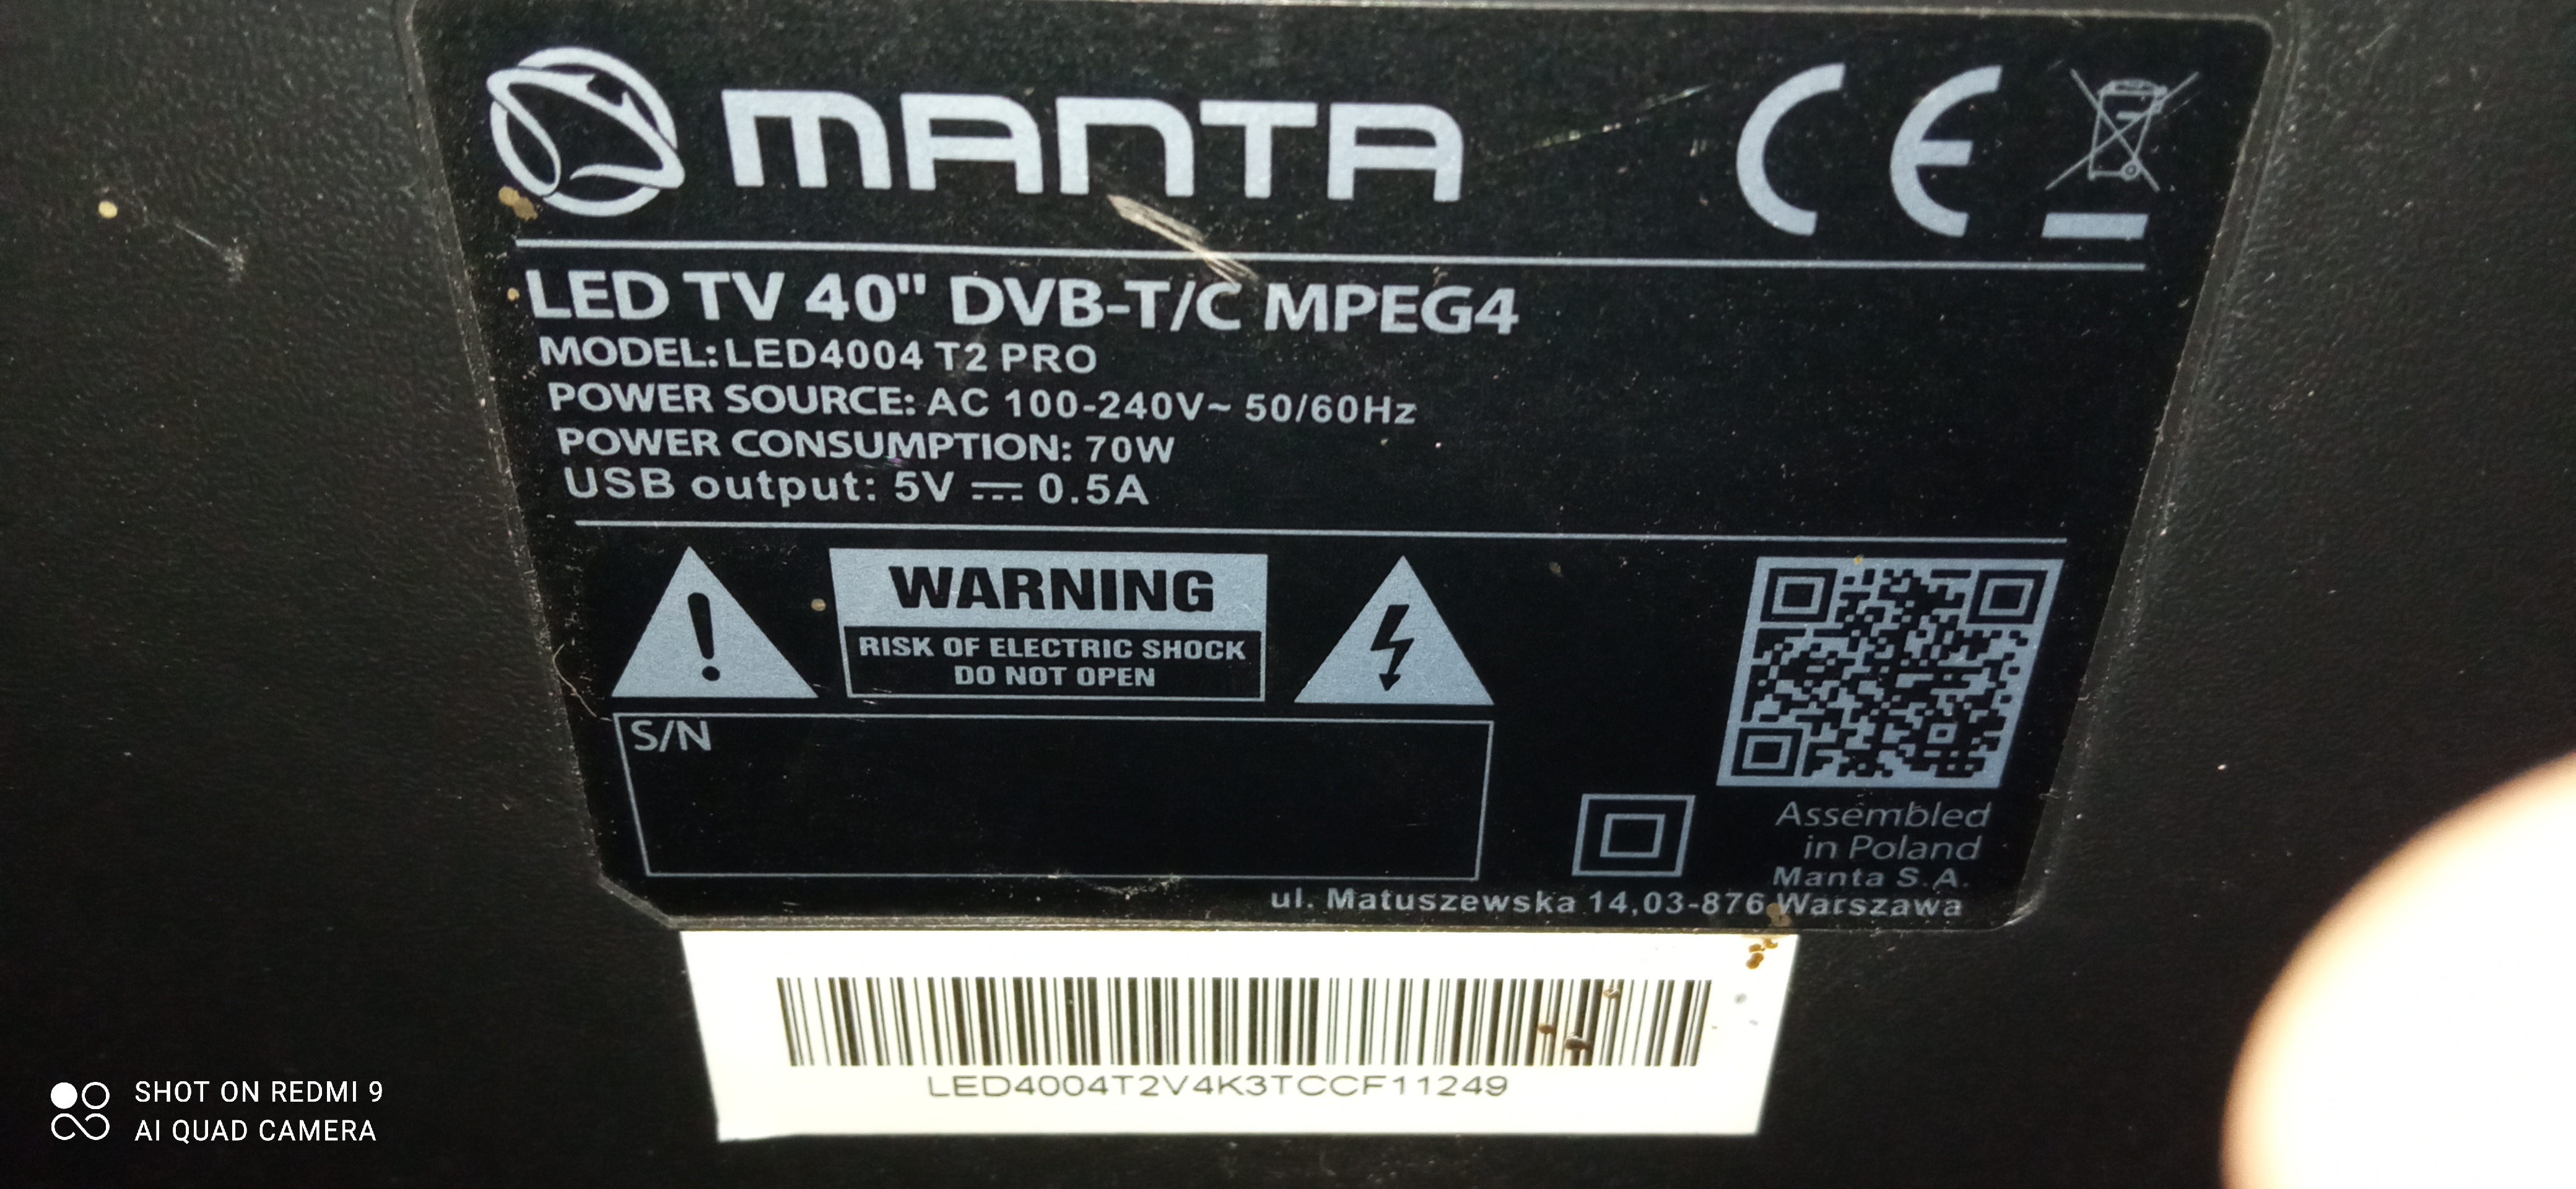 MANTA
CE
LED TV 40" DVB-T/C MPEG4
MODEL: LED4004 T2 PRO
POWER SOURCE: AC 100-240V~ 50/60Hz
POWER CONSUMPTION: 70W
USB output: 5V ⎓ 0.5A
WARNING
RISK OF ELECTRIC SHOCK
DO NOT OPEN
S/N
Assembled
in Poland
Manta S.A.
ul. Matuszewska 14,03-876 Warszawa
LED4004T2V4K3TCCF11249
SHOT ON REDMI 9
AI QUAD CAMERA